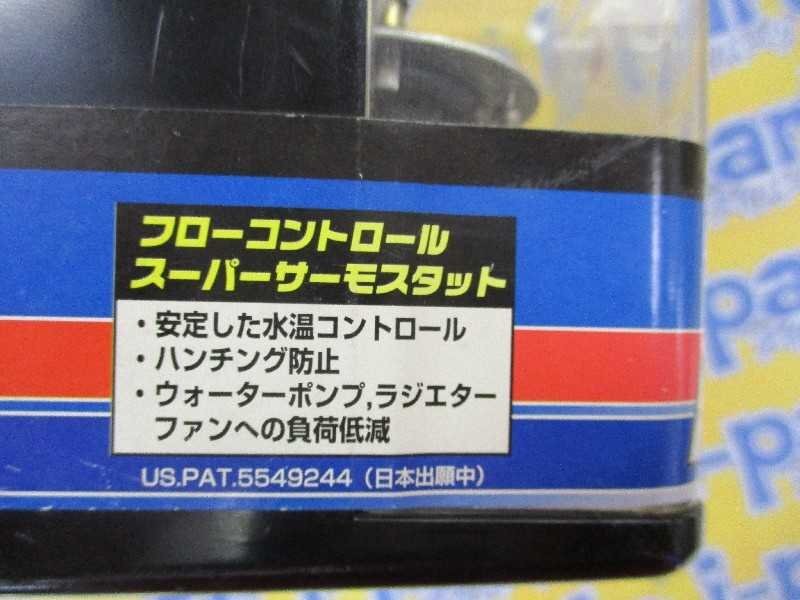 フローコントロール
スーパーサーモスタット
・安定した水温コントロール
・ハンチング防止
・ウォーターポンプ,ラジエター
ファンへの負荷低減
US.PAT.5549244（日本出願中）